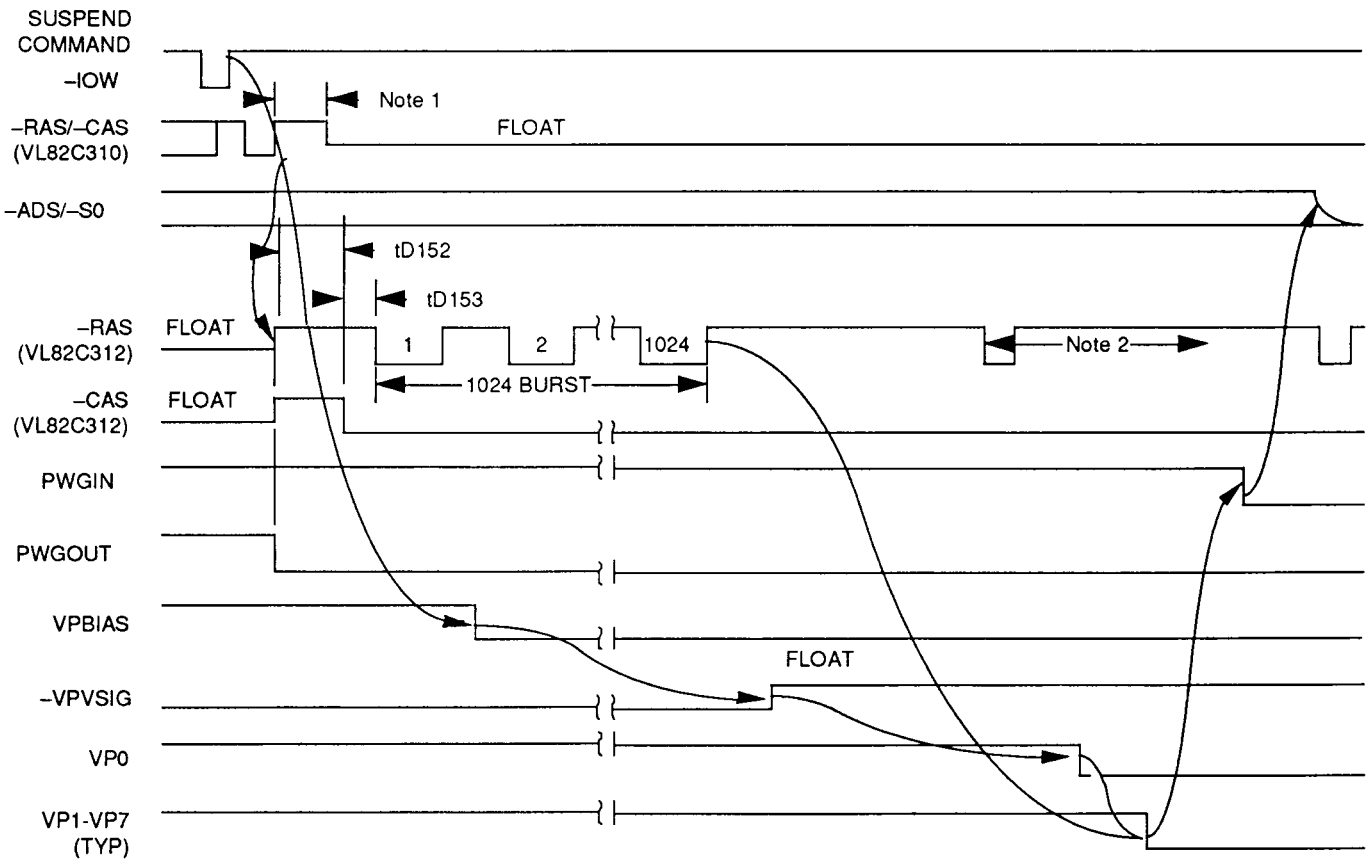 SUSPEND
COMMAND
–IOW
Note 1
–RAS/–CAS
(VL82C310)
FLOAT
–ADS/–S0
tD152
tD153
–RAS
(VL82C312)
FLOAT
1
2
1024
Note 2
1024 BURST
–CAS
(VL82C312)
FLOAT
PWGIN
PWGOUT
VPBIAS
FLOAT
–VPVSIG
VP0
VP1-VP7
(TYP)